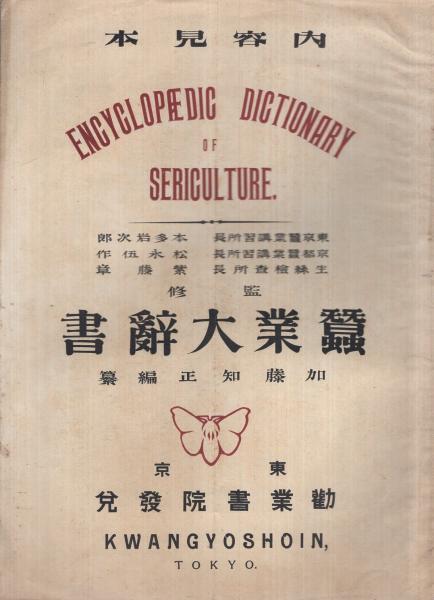 内容見本
ENCYCLOPÆDIC DICTIONARY
OF
SERICULTURE.
東京蠶業講習所長 本多岩次郎
京都蠶業講習所長 松永伍作
生絲檢査所長 紫藤章
監修
蠶業大辭書
加藤知正編纂
東京
勸業書院發兌
KWANGYOSHOIN,
TOKYO.